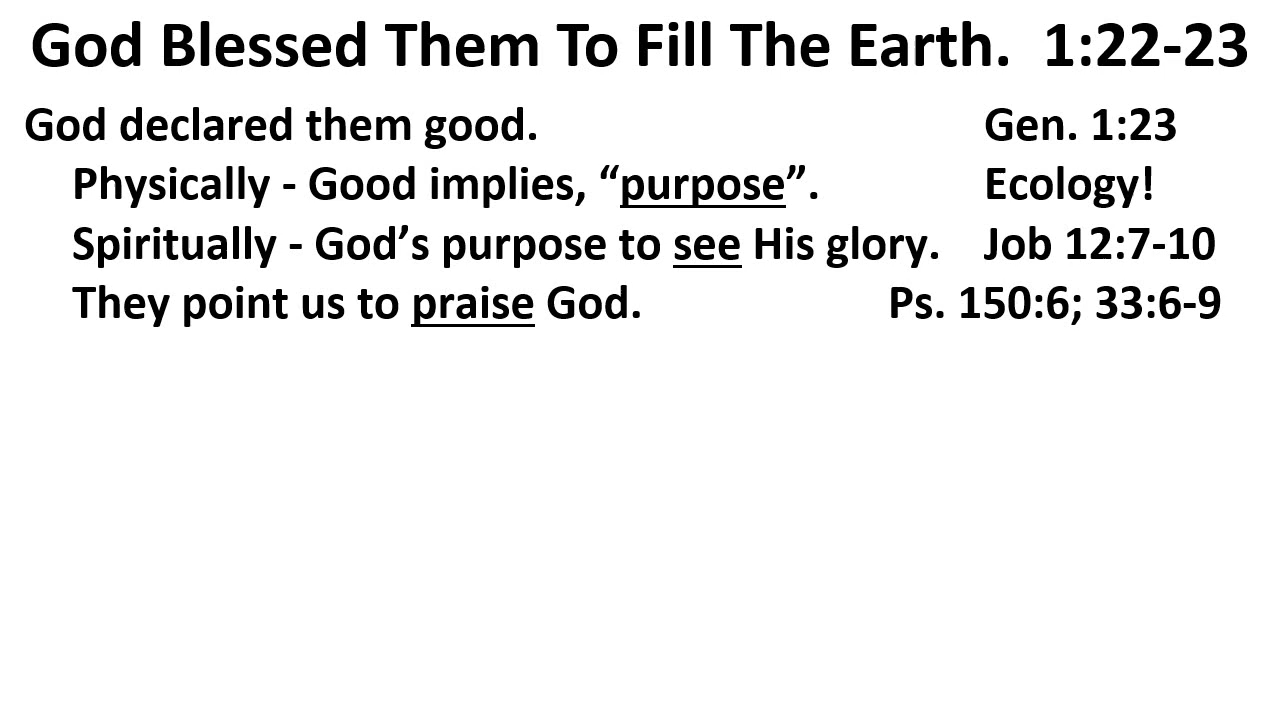 God Blessed Them To Fill The Earth. 1:22-23
God declared them good. Gen. 1:23
Physically - Good implies, “purpose”. Ecology!
Spiritually - God’s purpose to see His glory. Job 12:7-10
They point us to praise God. Ps. 150:6; 33:6-9